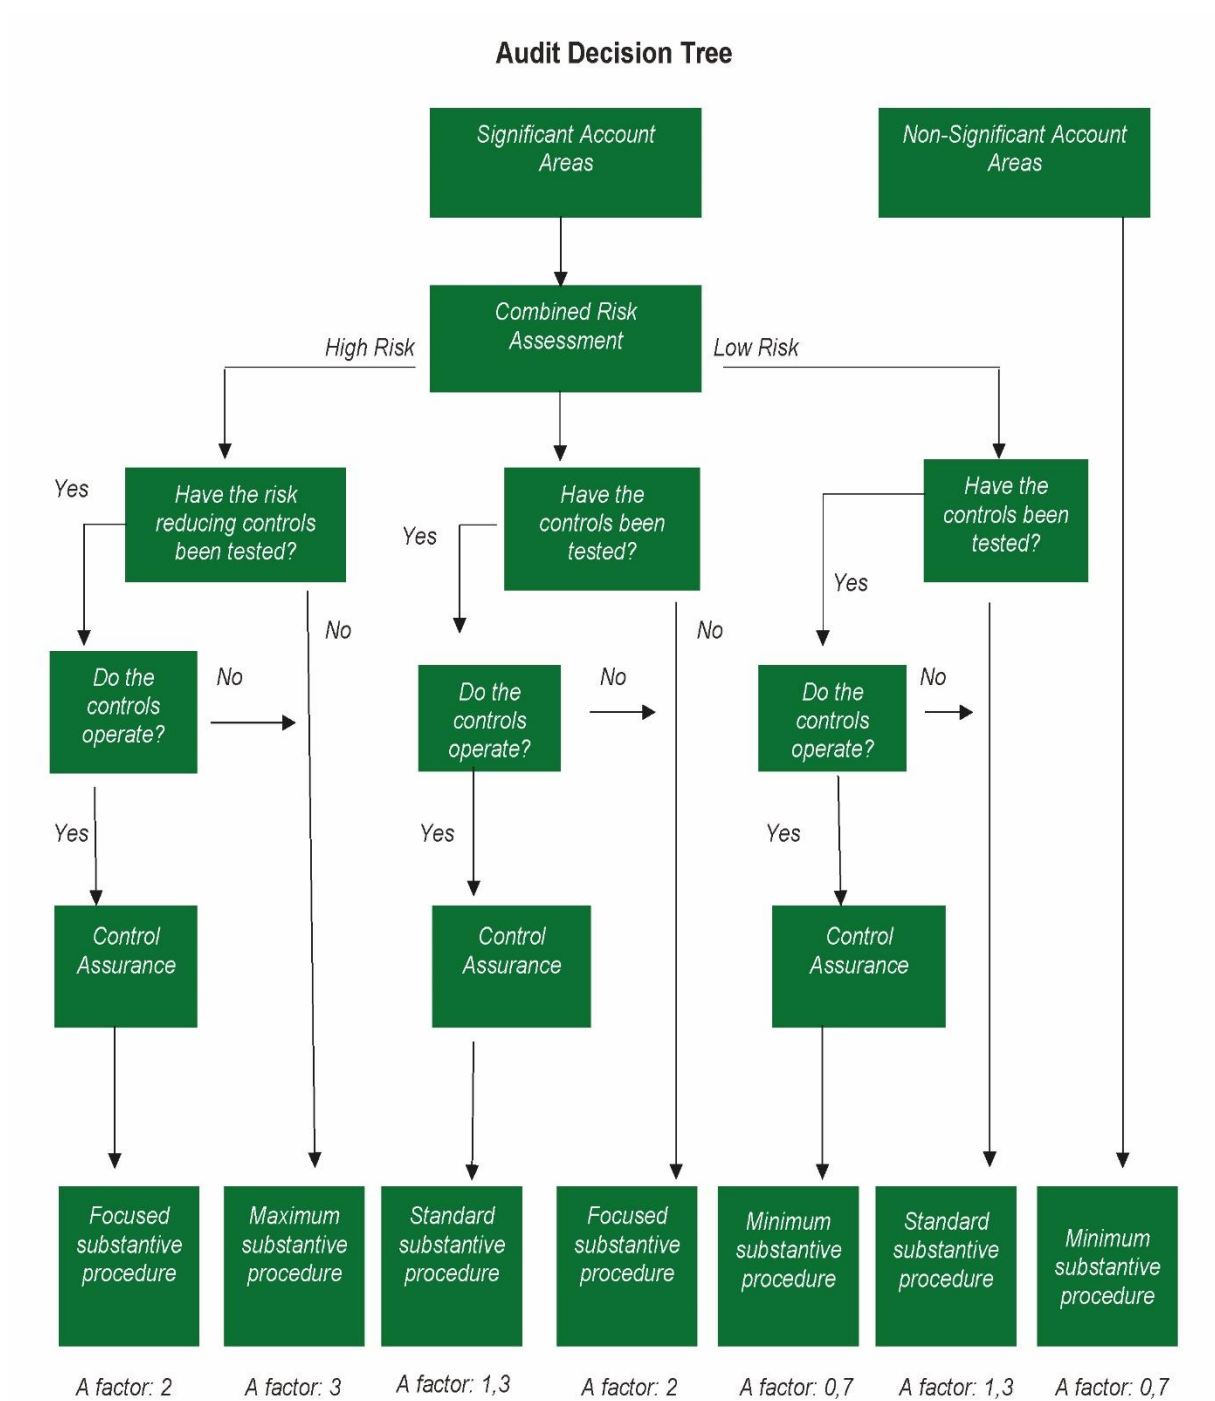 Audit Decision Tree
Significant Account
Areas
Non-Significant Account
Areas
Combined Risk
Assessment
High Risk
Low Risk
Yes
Have the risk
reducing controls
been tested?
Yes
Have the
controls been
tested?
Have the
controls been
tested?
Yes
No
No
Do the
controls
operate?
No
Do the
controls
operate?
No
Do the
controls
operate?
No
Yes
Yes
Yes
Control
Assurance
Control
Assurance
Control
Assurance
Focused
substantive
procedure
Maximum
substantive
procedure
Standard
substantive
procedure
Focused
substantive
procedure
Minimum
substantive
procedure
Standard
substantive
procedure
Minimum
substantive
procedure
A factor: 2
A factor: 3
A factor: 1,3
A factor: 2
A factor: 0,7
A factor: 1,3
A factor: 0,7